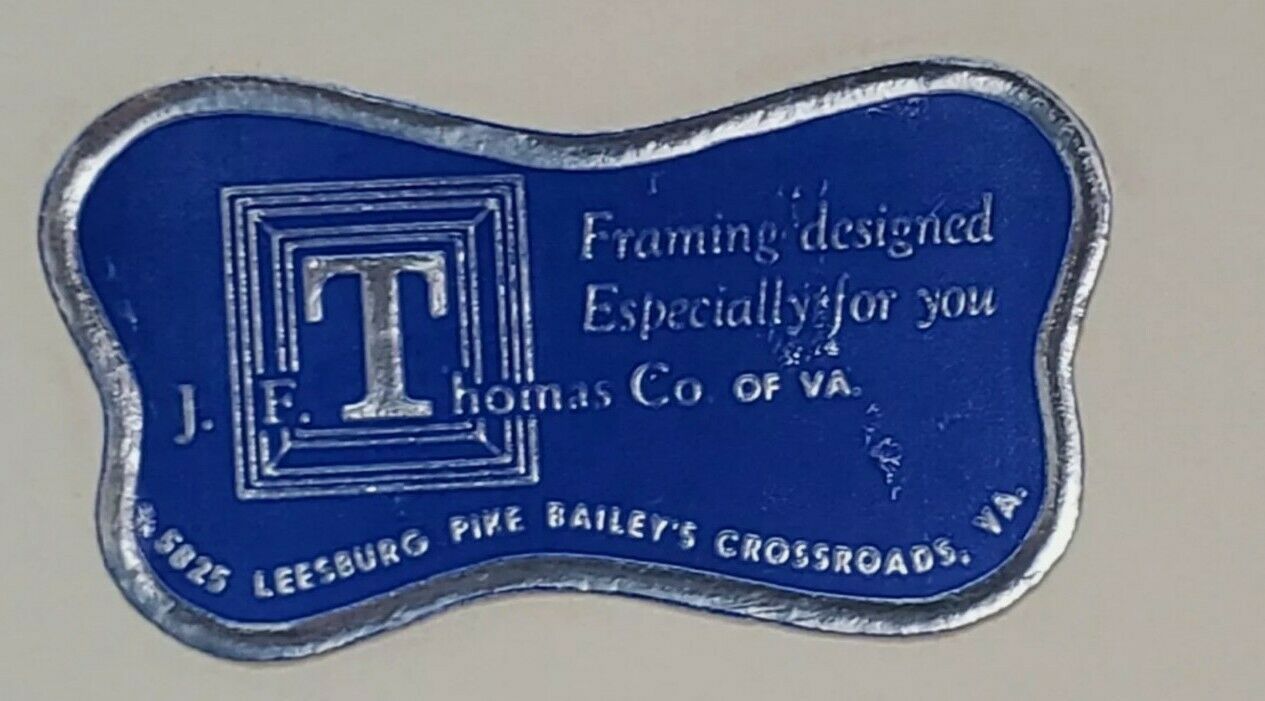 Framing designed
Especially for you
J. F. Thomas Co. OF VA.
5825 LEESBURG PIKE BAILEY'S CROSSROADS, VA.